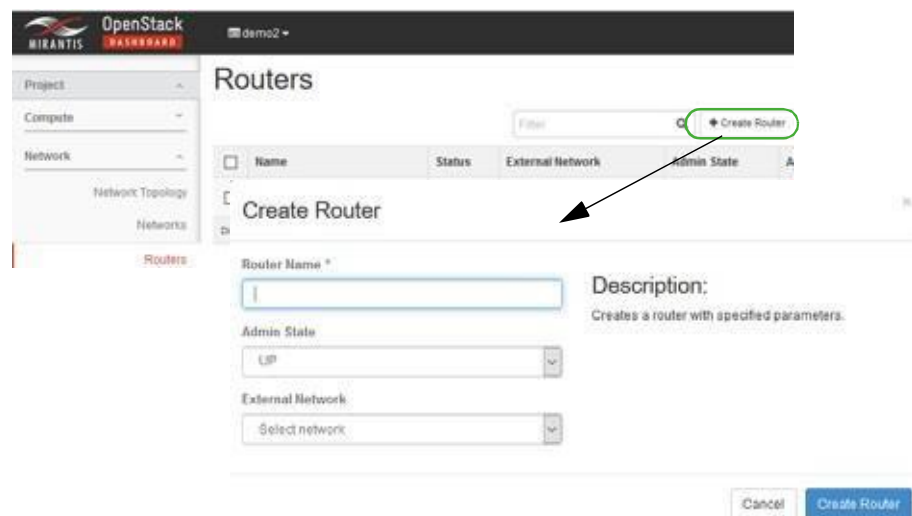 MIRANTIS
OpenStack
DASHBOARD
demo2
Project
Compute
Network
Network Topology
Networks
Routers
Routers
Filter
+ Create Router
Name Status External Network Admin State A
Create Router
Router Name *
Admin State
UP
External Network
Select network
Description:
Creates a router with specified parameters.
Cancel
Create Router